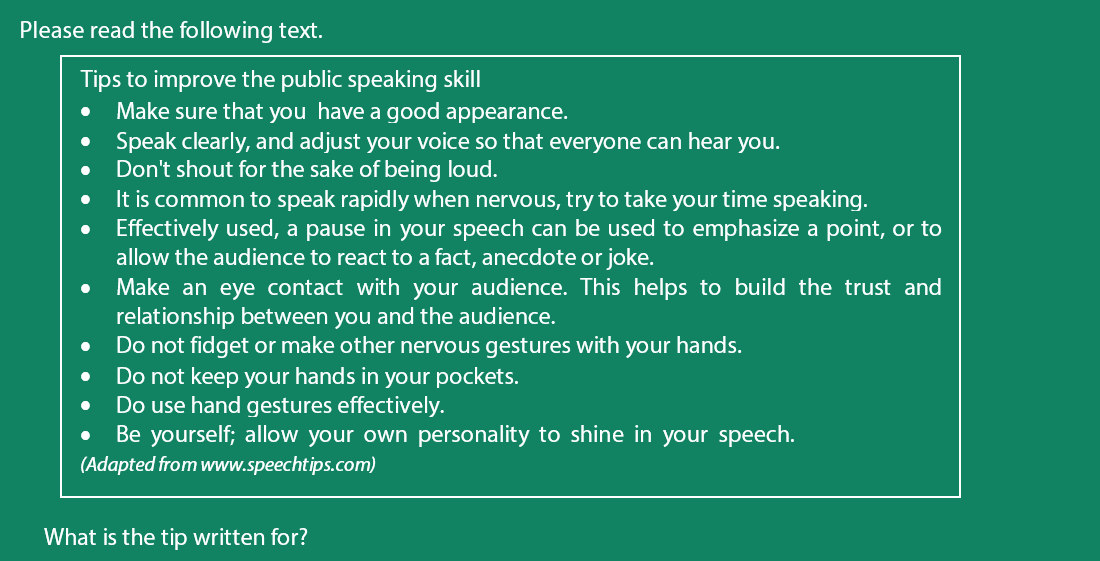 Please read the following text.
Tips to improve the public speaking skill
• Make sure that you have a good appearance.
• Speak clearly, and adjust your voice so that everyone can hear you.
• Don't shout for the sake of being loud.
• It is common to speak rapidly when nervous, try to take your time speaking.
• Effectively used, a pause in your speech can be used to emphasize a point, or to
allow the audience to react to a fact, anecdote or joke.
• Make an eye contact with your audience. This helps to build the trust and
relationship between you and the audience.
• Do not fidget or make other nervous gestures with your hands.
• Do not keep your hands in your pockets.
• Do use hand gestures effectively.
• Be yourself; allow your own personality to shine in your speech.
(Adapted from www.speechtips.com)
What is the tip written for?